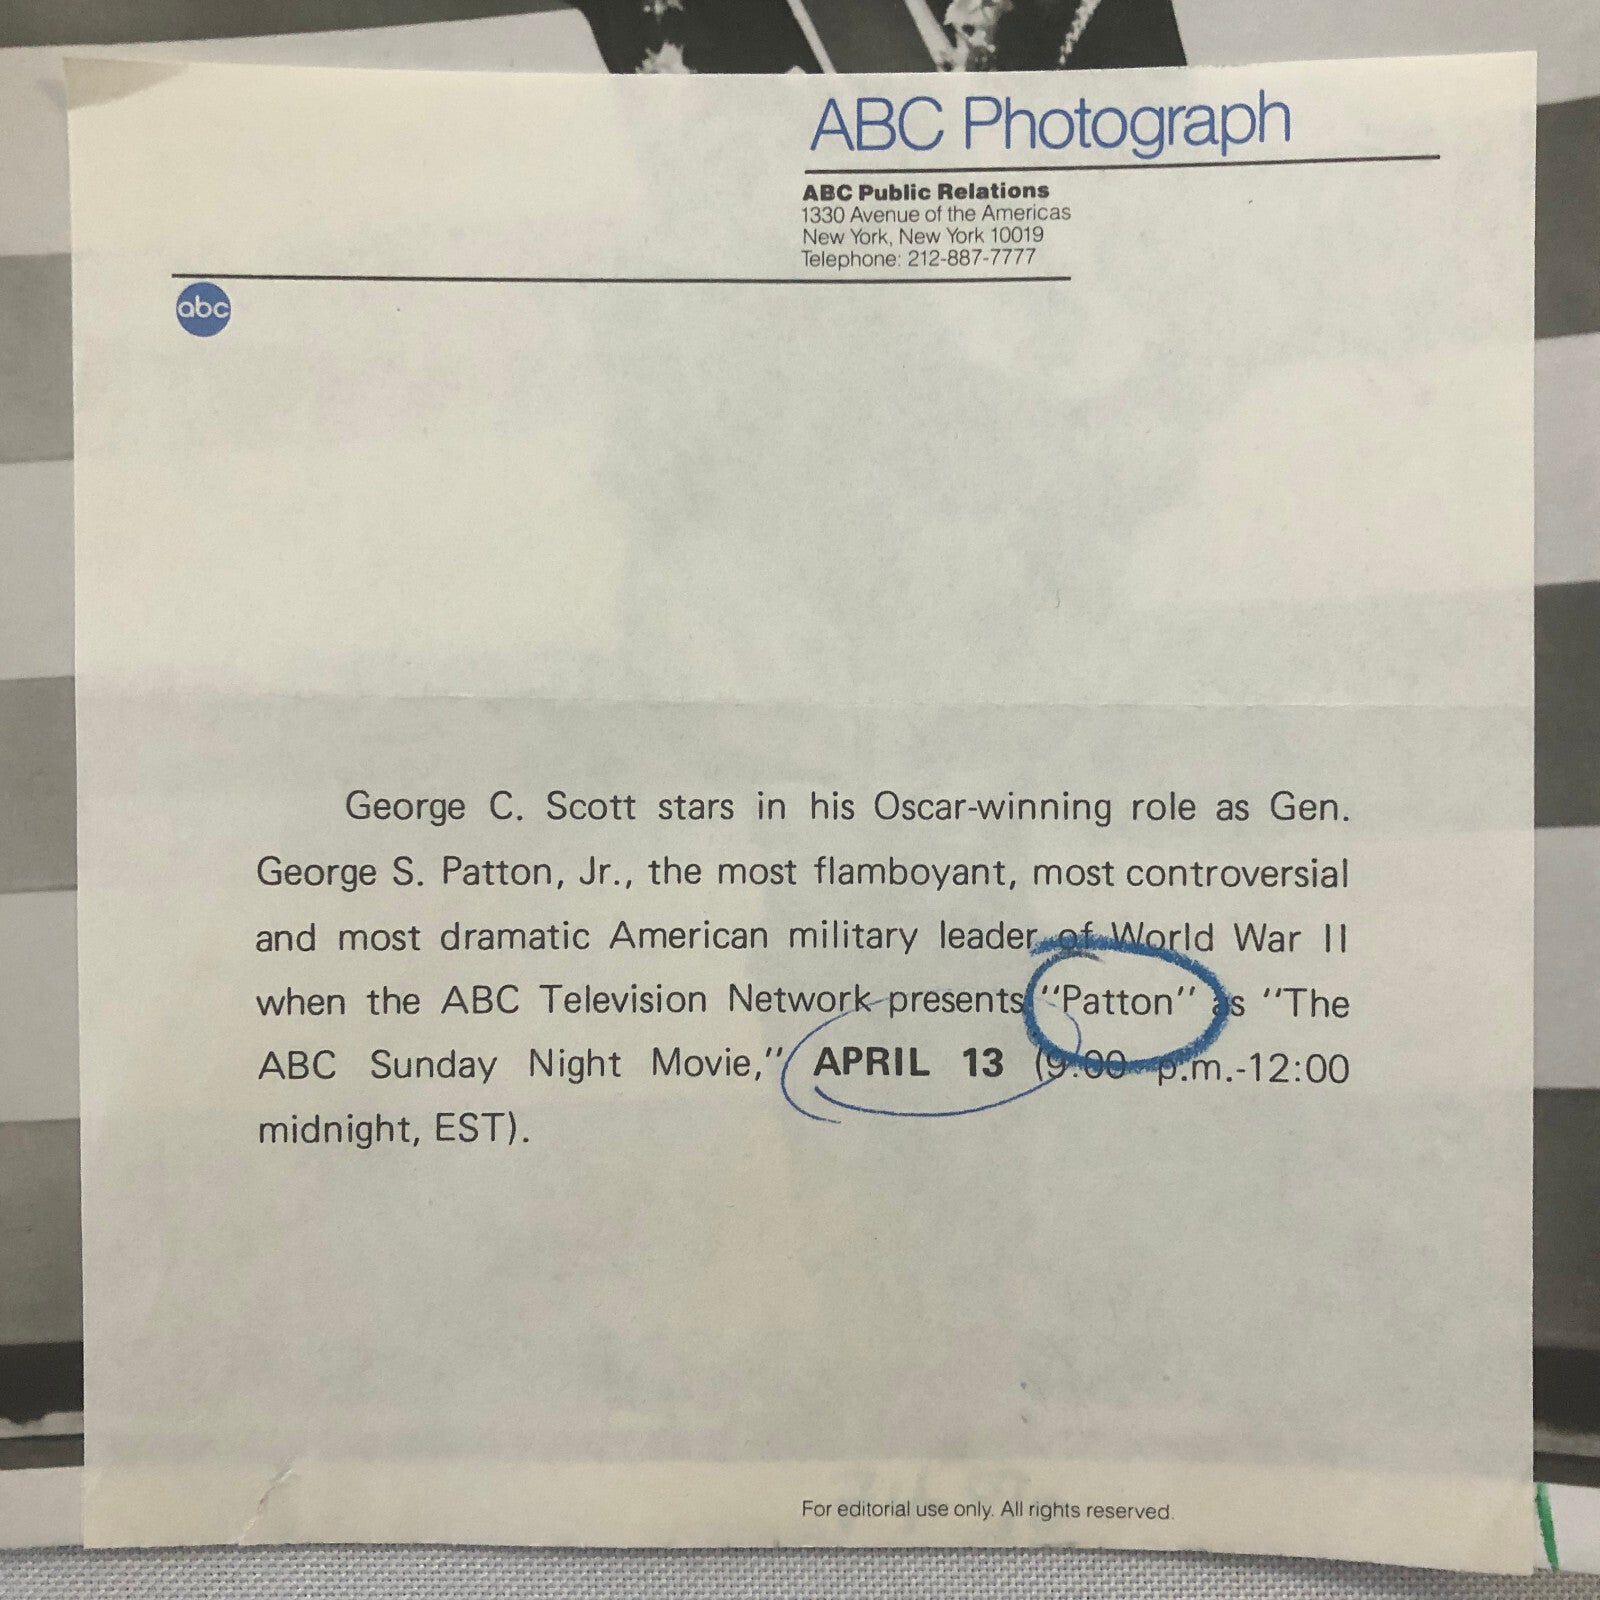 ABC Photograph
ABC Public Relations
1330 Avenue of the Americas
New York, New York 10019
Telephone: 212-887-7777
abc
George C. Scott stars in his Oscar-winning role as Gen.
George S. Patton, Jr., the most flamboyant, most controversial
and most dramatic American military leader of World War II
when the ABC Television Network presents "Patton" as "The
ABC Sunday Night Movie," APRIL 13 (9:00 p.m.-12:00
midnight, EST).
For editorial use only. All rights reserved.